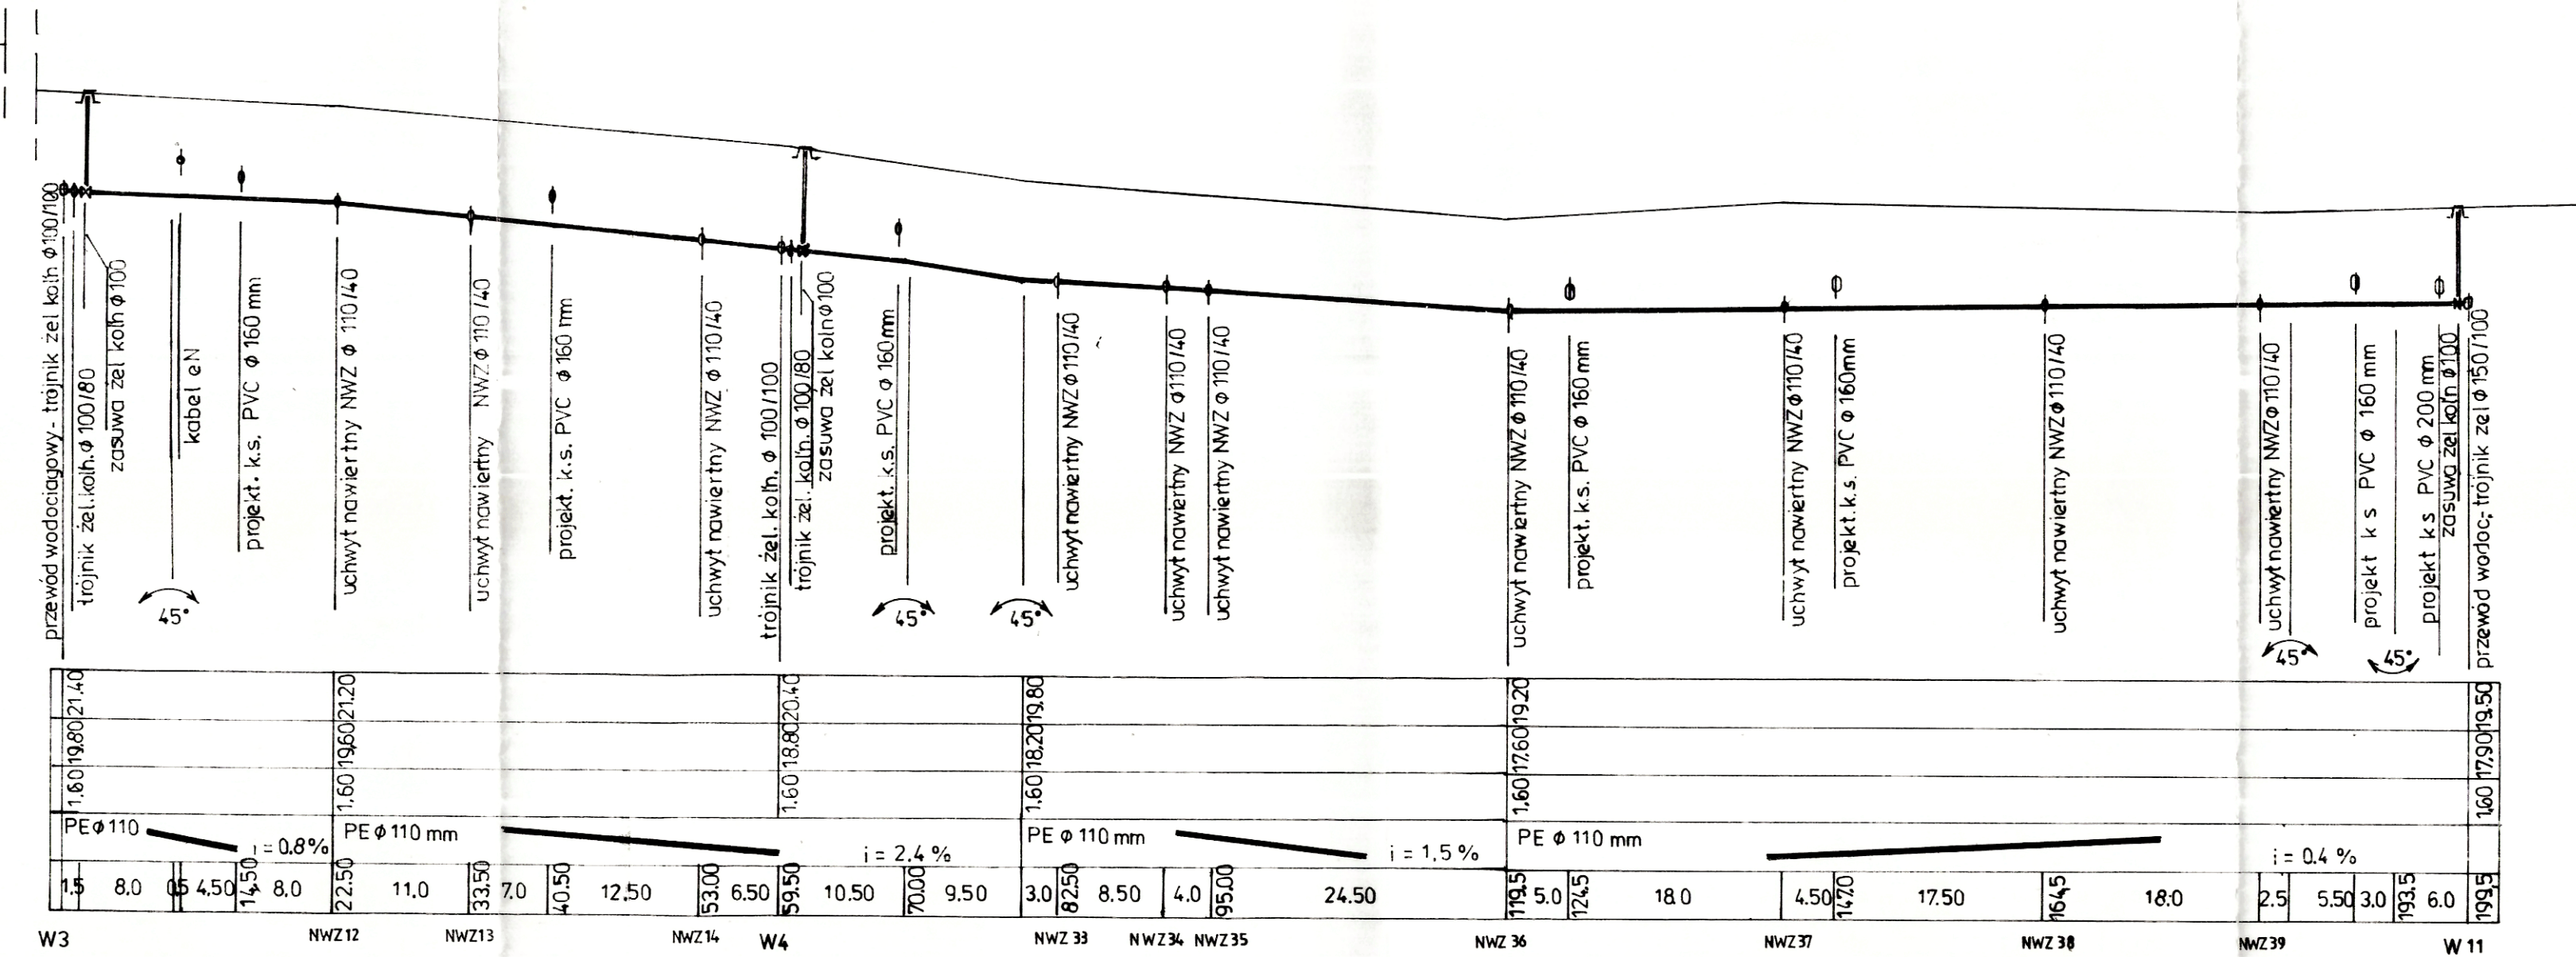 przewód wodociągowy - trójnik żel kołn φ100/100
trójnik żel.kołn.φ 100/80
zasuwa żel kołn φ 100
kabel eN
projekt. k.s. PVC φ 160 mm
uchwyt nawiertny NWZ φ 110/40
uchwyt nawiertny NWZ φ 110/40
projekt. k.s. PVC φ 160 mm
uchwyt nawiertny NWZ φ 110/40
trójnik żel. kołn. φ 100/100
trójnik żel. kołn. φ 100/80
zasuwa żel kołn φ 100
projekt. k.s. PVC φ 160 mm
uchwyt nawiertny NWZ φ 110/40
uchwyt nawiertny NWZ φ 110/40
uchwyt nawiertny NWZ φ 110/40
uchwyt nawiertny NWZ φ 110/40
projekt. k.s. PVC φ 160 mm
uchwyt nawiertny NWZ φ 110/40
projekt. k.s. PVC φ 160mm
uchwyt nawiertny NWZ φ 110/40
uchwyt nawiertny NWZ φ 110/40
projekt k s PVC φ 160 mm
projekt k s PVC φ 200 mm
zasuwa żel kołn φ 100
przewód wodoc,- trójnik żel φ 150/100
45° 45° 45° 45° 45°
21.40 21.20 20.40 19.80 19.20 19.50
19.80 19.60 18.80 18.20 17.60 17.90
1.60 1.60 1.60 1.60 1.60 1.60
PE φ 110 i = 0.8% PE φ 110 mm i = 2.4 % PE φ 110 mm i = 1.5 % PE φ 110 mm i = 0.4 %
1.5 8.0 0.5 4.50 14.50 8.0 22.50 11.0 33.50 7.0 40.50 12.50 53.00 6.50 59.50 10.50 70.00 9.50 3.0 82.50 8.50 4.0 95.00 24.50 119.5 5.0 124.5 18.0 4.50 147.0 17.50 164.5 18.0 2.5 5.50 3.0 193.5 6.0 199.5
W3 NWZ 12 NWZ13 NWZ 14 W4 NWZ 33 NWZ 34 NWZ 35 NWZ 36 NWZ 37 NWZ 38 NWZ 39 W 11